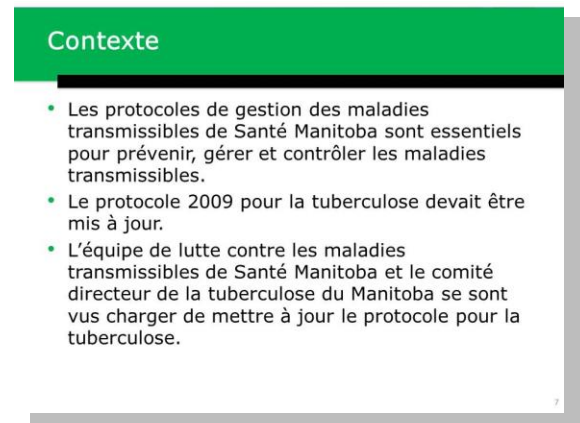 Contexte
• Les protocoles de gestion des maladies
transmissibles de Santé Manitoba sont essentiels
pour prévenir, gérer et contrôler les maladies
transmissibles.
• Le protocole 2009 pour la tuberculose devait être
mis à jour.
• L’équipe de lutte contre les maladies
transmissibles de Santé Manitoba et le comité
directeur de la tuberculose du Manitoba se sont
vus charger de mettre à jour le protocole pour la
tuberculose.
7